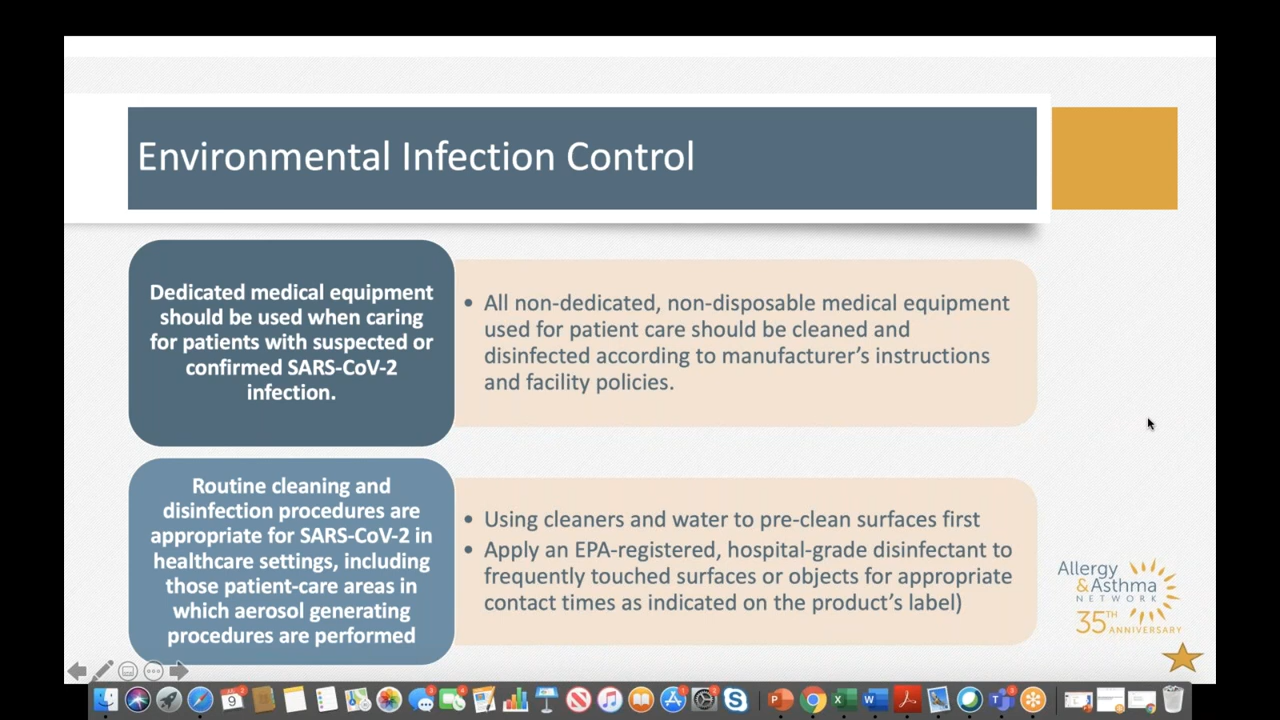 Environmental Infection Control
Dedicated medical equipment
should be used when caring
for patients with suspected or
confirmed SARS-CoV-2
infection.
• All non-dedicated, non-disposable medical equipment
used for patient care should be cleaned and
disinfected according to manufacturer’s instructions
and facility policies.
Routine cleaning and
disinfection procedures are
appropriate for SARS-CoV-2 in
healthcare settings, including
those patient-care areas in
which aerosol generating
procedures are performed
• Using cleaners and water to pre-clean surfaces first
• Apply an EPA-registered, hospital-grade disinfectant to
frequently touched surfaces or objects for appropriate
contact times as indicated on the product’s label)
Allergy
&Asthma
NETWORK
35TH ANNIVERSARY
9